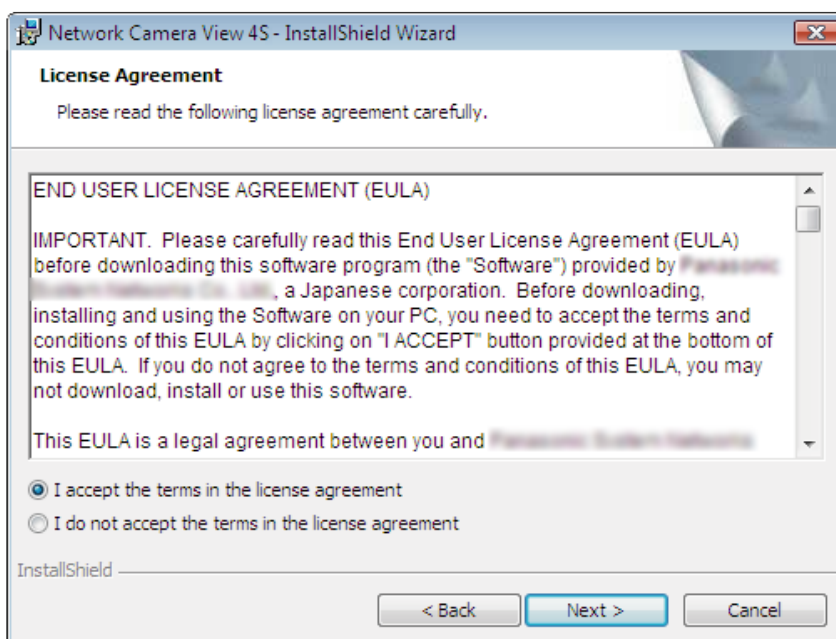 Network Camera View 4S - InstallShield Wizard
License Agreement
Please read the following license agreement carefully.
END USER LICENSE AGREEMENT (EULA)
IMPORTANT.  Please carefully read this End User License Agreement (EULA)
before downloading this software program (the "Software") provided by
, a Japanese corporation.  Before downloading,
installing and using the Software on your PC, you need to accept the terms and
conditions of this EULA by clicking on "I ACCEPT" button provided at the bottom of
this EULA.  If you do not agree to the terms and conditions of this EULA, you may
not download, install or use this software.
This EULA is a legal agreement between you and
I accept the terms in the license agreement
I do not accept the terms in the license agreement
InstallShield
< Back
Next >
Cancel